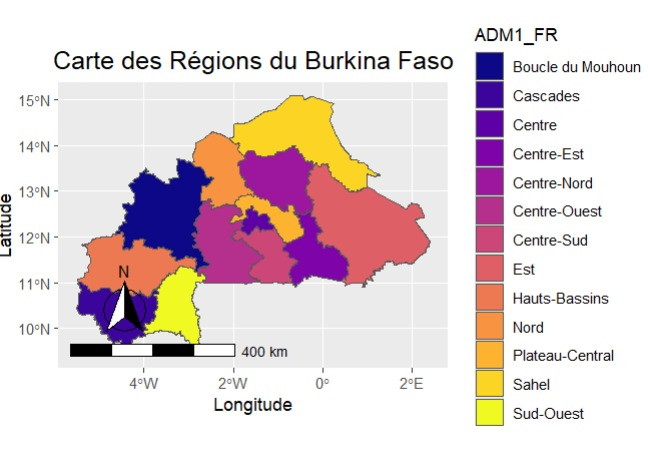 Carte des Régions du Burkina Faso
Latitude
15°N
14°N
13°N
12°N
11°N
10°N
N
400 km
4°W
2°W
0°
2°E
Longitude
ADM1_FR
Boucle du Mouhoun
Cascades
Centre
Centre-Est
Centre-Nord
Centre-Ouest
Centre-Sud
Est
Hauts-Bassins
Nord
Plateau-Central
Sahel
Sud-Ouest